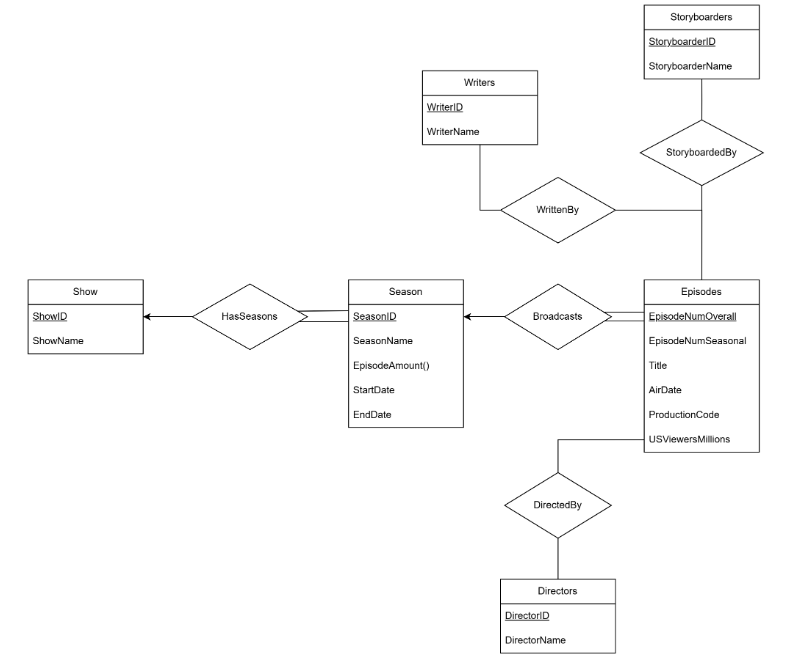 Storyboarders
StoryboarderID
StoryboarderName
Writers
WriterID
WriterName
StoryboardedBy
WrittenBy
Show
ShowID
ShowName
HasSeasons
Season
SeasonID
SeasonName
EpisodeAmount()
StartDate
EndDate
Broadcasts
Episodes
EpisodeNumOverall
EpisodeNumSeasonal
Title
AirDate
ProductionCode
USViewersMillions
DirectedBy
Directors
DirectorID
DirectorName